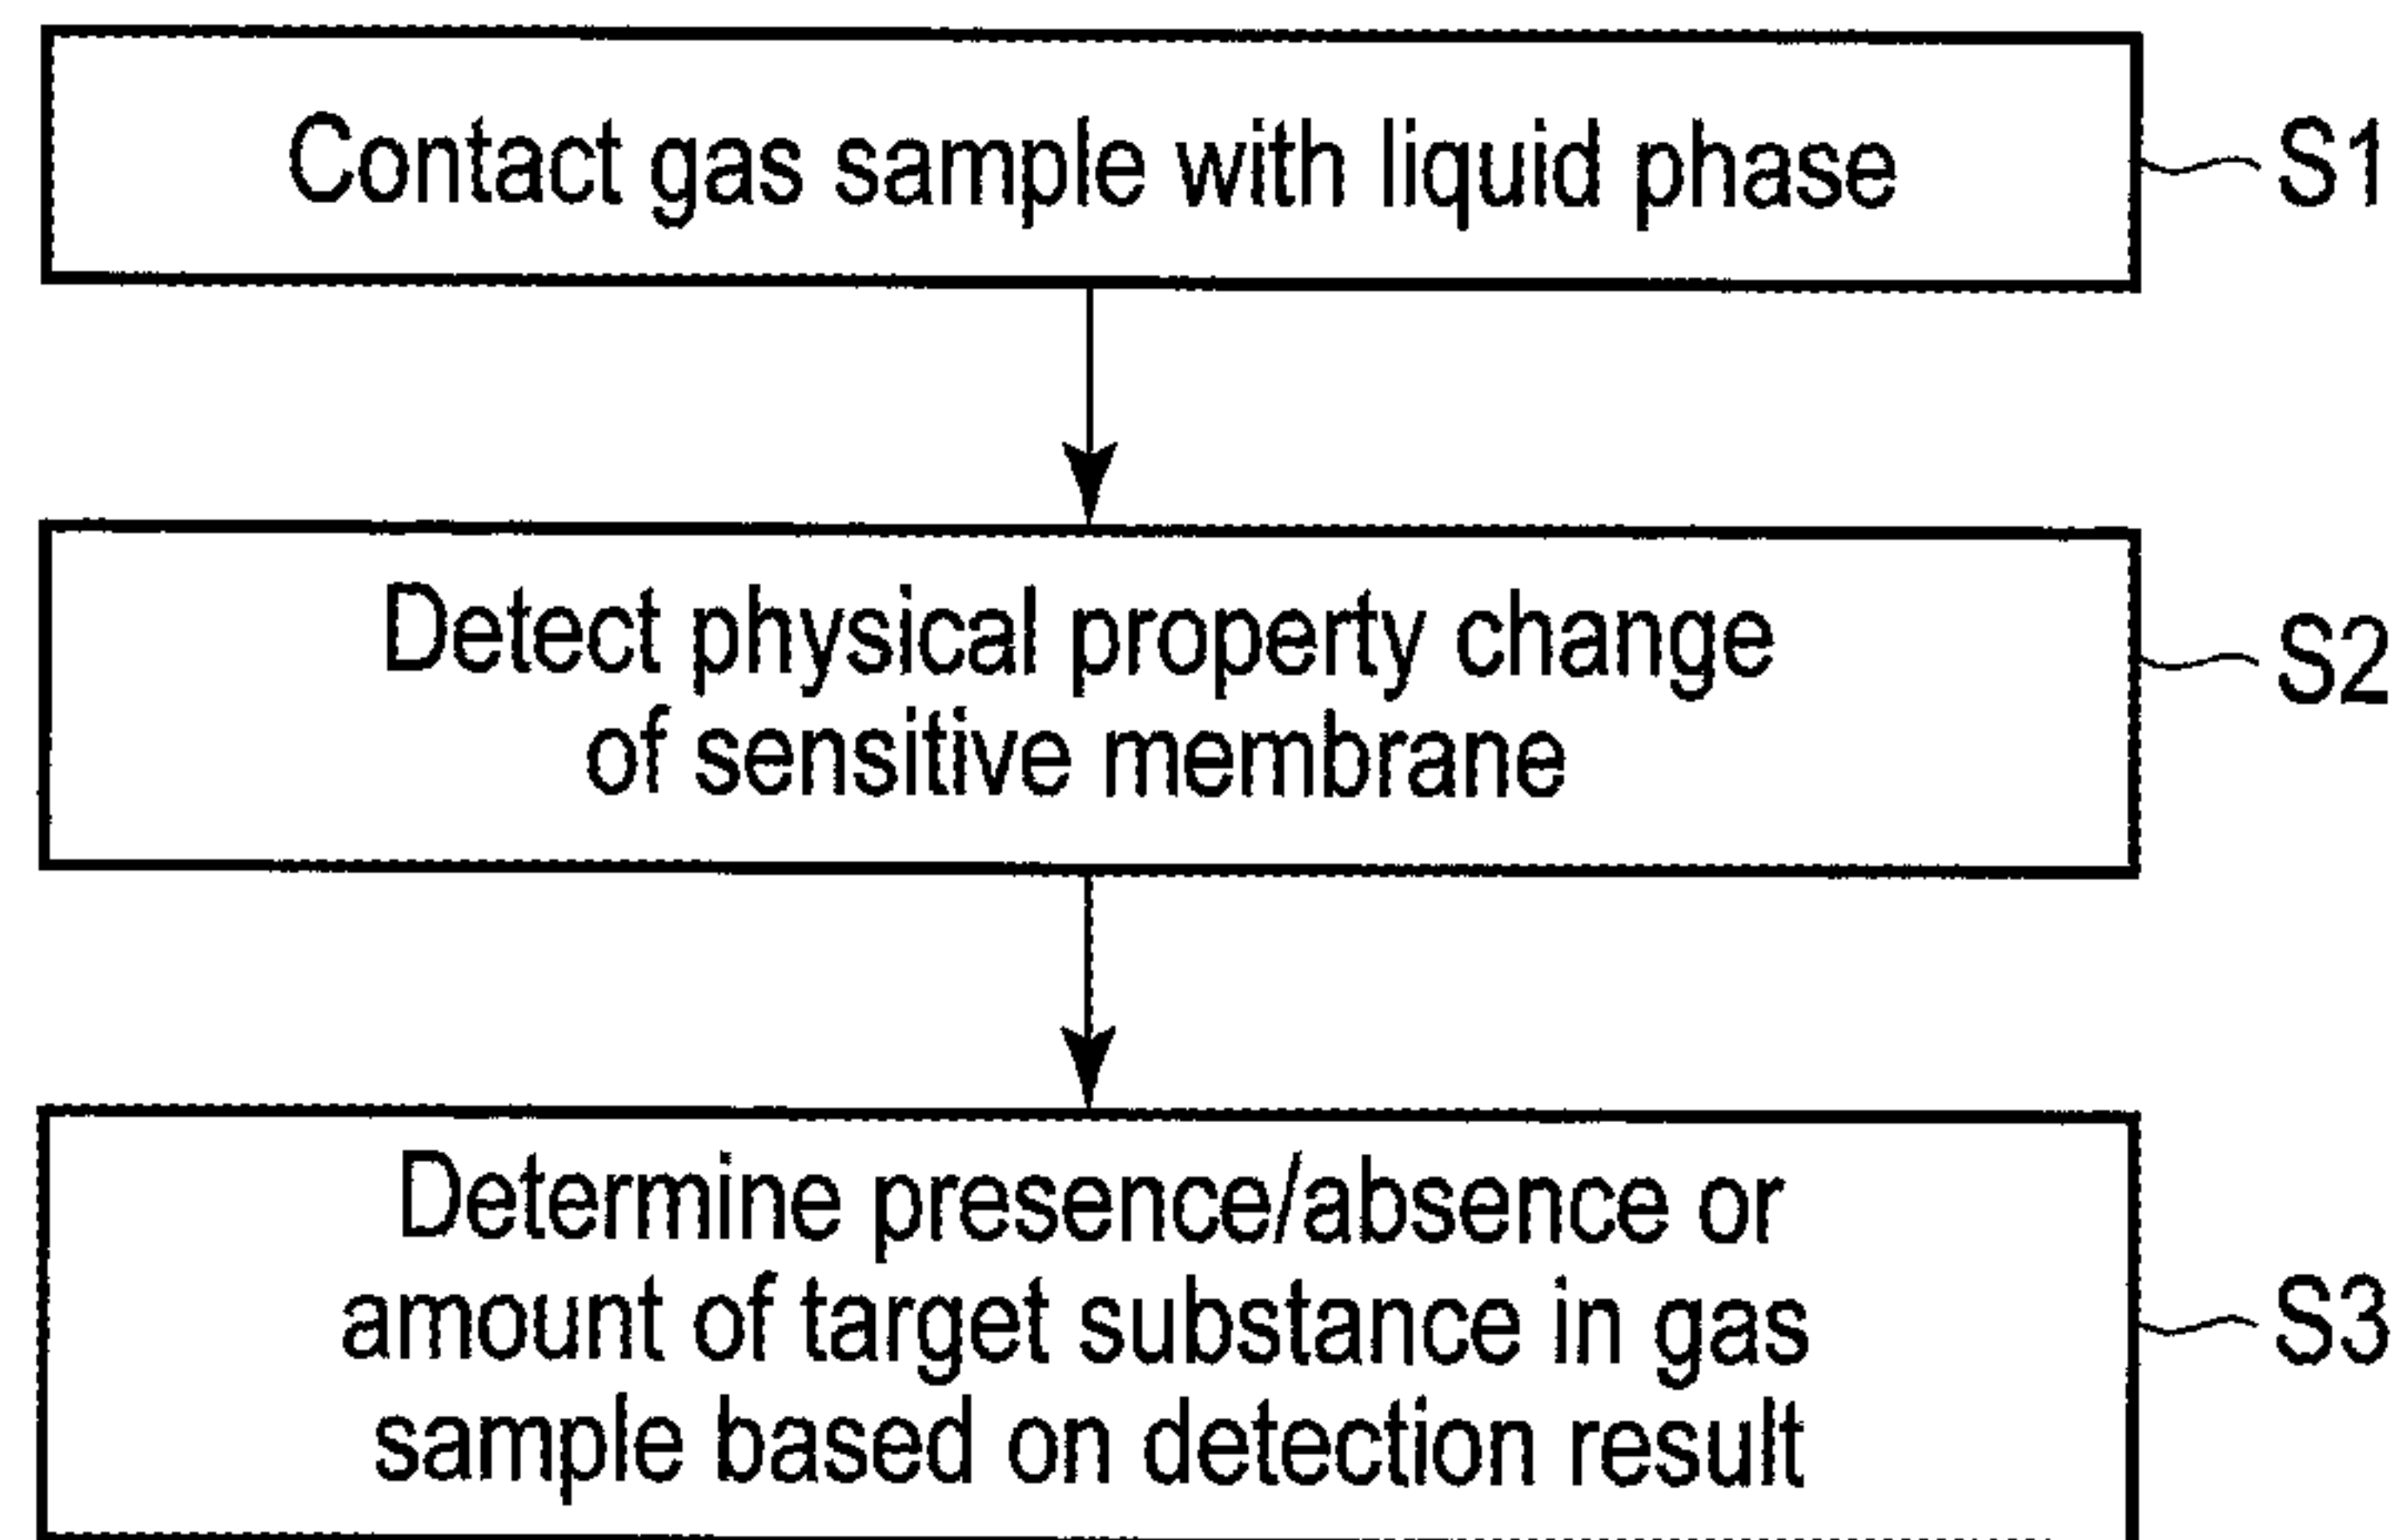 Contact gas sample with liquid phase
S1
Detect physical property change
of sensitive membrane
S2
Determine presence/absence or
amount of target substance in gas
sample based on detection result
S3